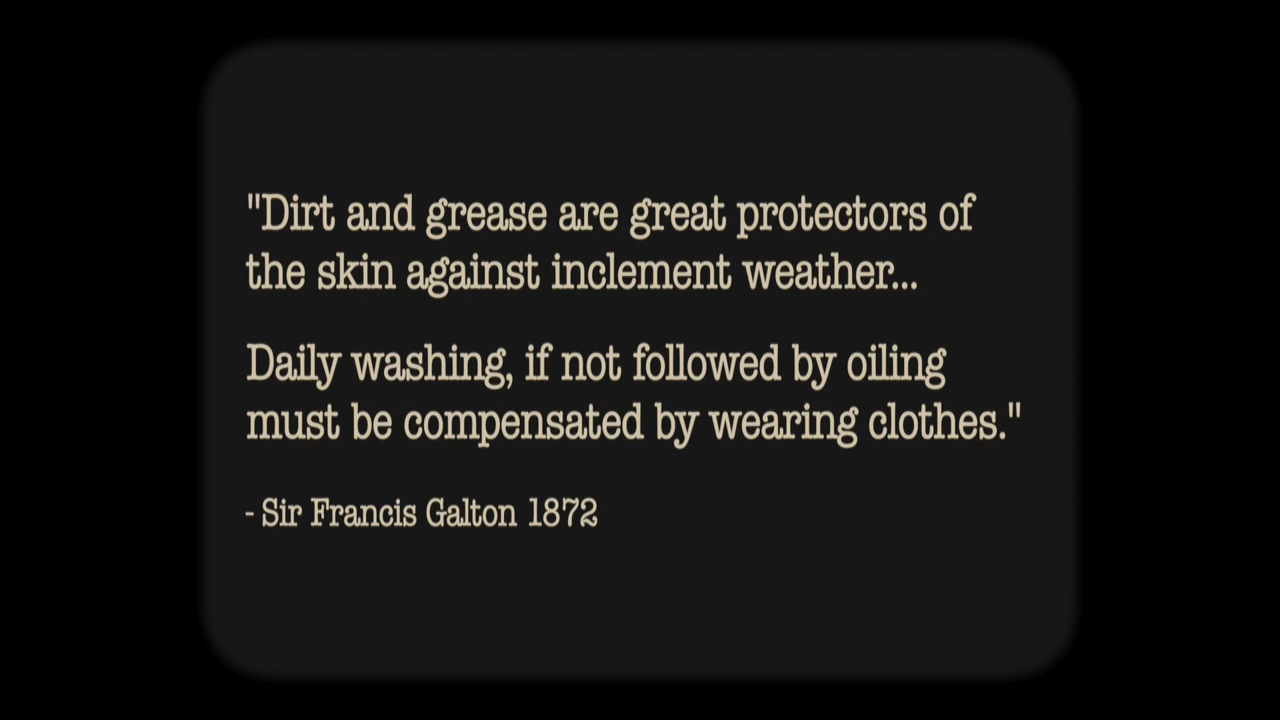 "Dirt and grease are great protectors of
the skin against inclement weather...
Daily washing, if not followed by oiling
must be compensated by wearing clothes."
- Sir Francis Galton 1872